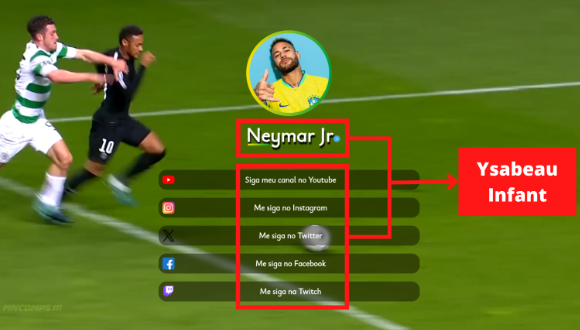 Neymar Jr
Siga meu canal no Youtube
Me siga no Instagram
Me siga no Twitter
Me siga no Facebook
Me siga na Twitch
Ysabeau
Infant
10